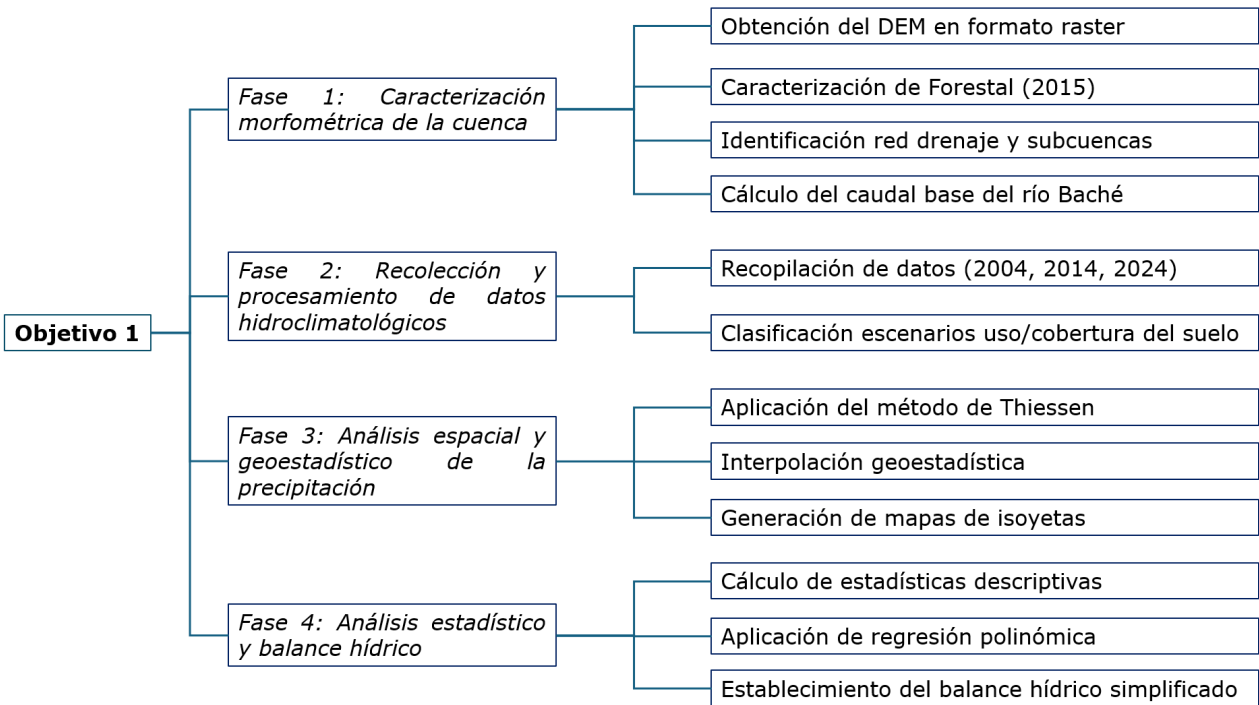 Objetivo 1
Fase 1: Caracterización
morfométrica de la cuenca
Obtención del DEM en formato raster
Caracterización de Forestal (2015)
Identificación red drenaje y subcuencas
Cálculo del caudal base del río Baché
Fase 2: Recolección y
procesamiento de datos
hidroclimatológicos
Recopilación de datos (2004, 2014, 2024)
Clasificación escenarios uso/cobertura del suelo
Fase 3: Análisis espacial y
geoestadístico de la
precipitación
Aplicación del método de Thiessen
Interpolación geoestadística
Generación de mapas de isoyetas
Fase 4: Análisis estadístico
y balance hídrico
Cálculo de estadísticas descriptivas
Aplicación de regresión polinómica
Establecimiento del balance hídrico simplificado